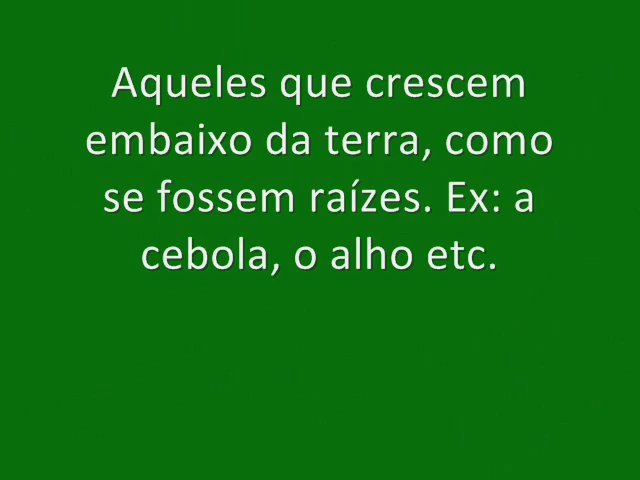 Aqueles que crescem
embaixo da terra, como
se fossem raízes. Ex: a
cebola, o alho etc.